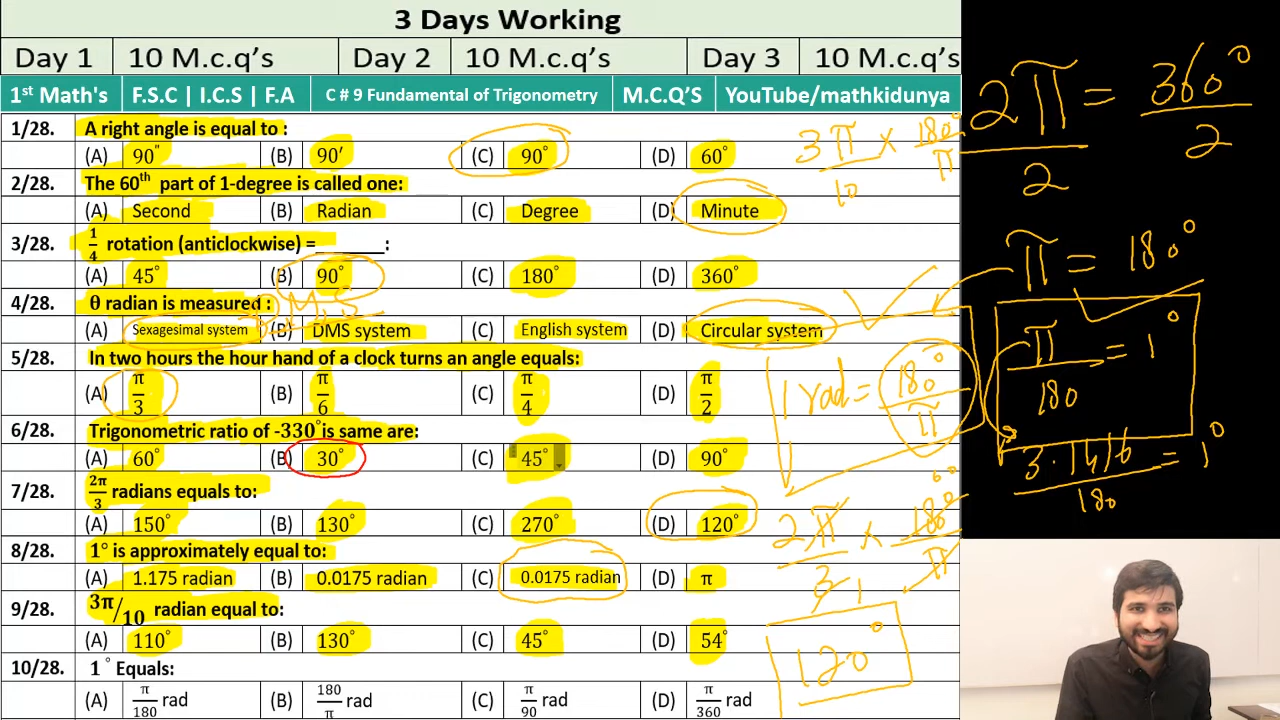 3 Days Working
Day 1 10 M.c.q's Day 2 10 M.c.q's Day 3 10 M.c.q's
1st Math's F.S.C | I.C.S | F.A C # 9 Fundamental of Trigonometry M.C.Q'S YouTube/mathkidunya
1/28. A right angle is equal to :
(A) 90" (B) 90′ (C) 90° (D) 60°
2/28. The 60th part of 1-degree is called one:
(A) Second (B) Radian (C) Degree (D) Minute
3/28. 1/4 rotation (anticlockwise) = ______:
(A) 45° (B) 90° (C) 180° (D) 360°
4/28. θ radian is measured :
(A) Sexagesimal system (B) DMS system (C) English system (D) Circular system
5/28. In two hours the hour hand of a clock turns an angle equals:
(A) π/3 (B) π/6 (C) π/4 (D) π/2
6/28. Trigonometric ratio of -330° is same are:
(A) 60° (B) 30° (C) 45° (D) 90°
7/28. 2π/3 radians equals to:
(A) 150° (B) 130° (C) 270° (D) 120°
8/28. 1° is approximately equal to:
(A) 1.175 radian (B) 0.0175 radian (C) 0.0175 radian (D) π
9/28. 3π/10 radian equal to:
(A) 110° (B) 130° (C) 45° (D) 54°
10/28. 1° Equals:
(A) π/180 rad (B) 180/π rad (C) π/90 rad (D) π/360 rad
3π/10 × 180°/π
1 rad = 180°/π
2π/3 × 180°/π
120°
2π/2 = 360°/2
π = 180°
π/180 = 1°
3.1416/180 = 1°